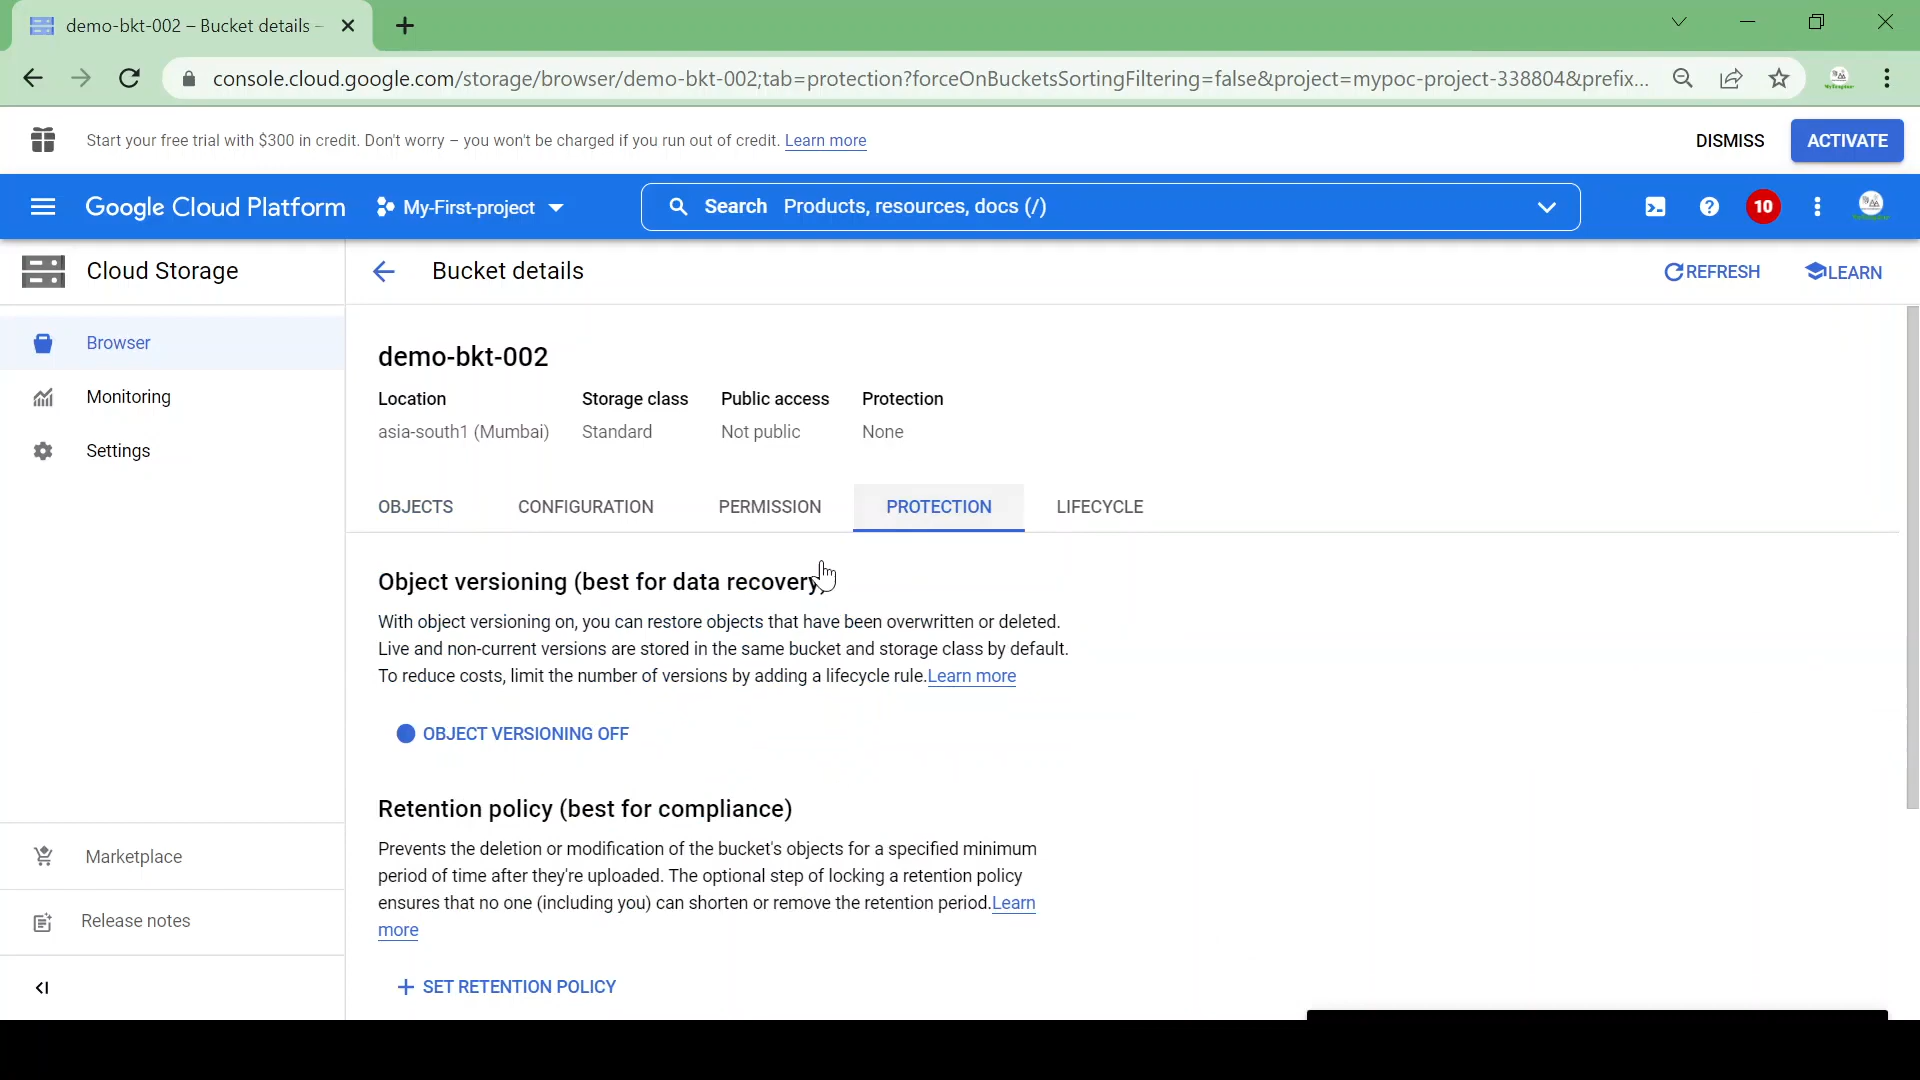 demo-bkt-002 – Bucket details –
console.cloud.google.com/storage/browser/demo-bkt-002;tab=protection?forceOnBucketsSortingFiltering=false&project=mypoc-project-338804&prefix...
Start your free trial with $300 in credit. Don't worry – you won't be charged if you run out of credit. Learn more
DISMISS
ACTIVATE
Google Cloud Platform
My-First-project
Search Products, resources, docs (/)
10
Cloud Storage
Bucket details
REFRESH
LEARN
Browser
Monitoring
Settings
Marketplace
Release notes
demo-bkt-002
Location Storage class Public access Protection
asia-south1 (Mumbai) Standard Not public None
OBJECTS CONFIGURATION PERMISSION PROTECTION LIFECYCLE
Object versioning (best for data recovery)
With object versioning on, you can restore objects that have been overwritten or deleted.
Live and non-current versions are stored in the same bucket and storage class by default.
To reduce costs, limit the number of versions by adding a lifecycle rule.Learn more
OBJECT VERSIONING OFF
Retention policy (best for compliance)
Prevents the deletion or modification of the bucket's objects for a specified minimum
period of time after they're uploaded. The optional step of locking a retention policy
ensures that no one (including you) can shorten or remove the retention period.Learn
more
SET RETENTION POLICY